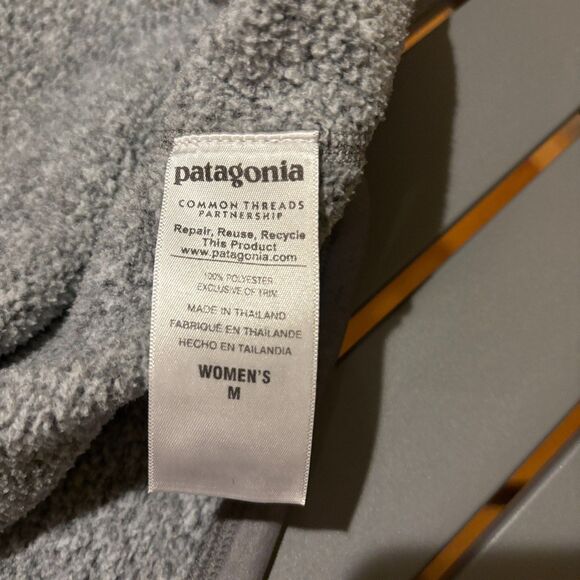 patagonia
COMMON THREADS
PARTNERSHIP
Repair, Reuse, Recycle
This Product
www.patagonia.com
100% POLYESTER
EXCLUSIVE OF TRIM
MADE IN THAILAND
FABRIQUÉ EN THAILANDE
HECHO EN TAILANDIA
WOMEN'S
M